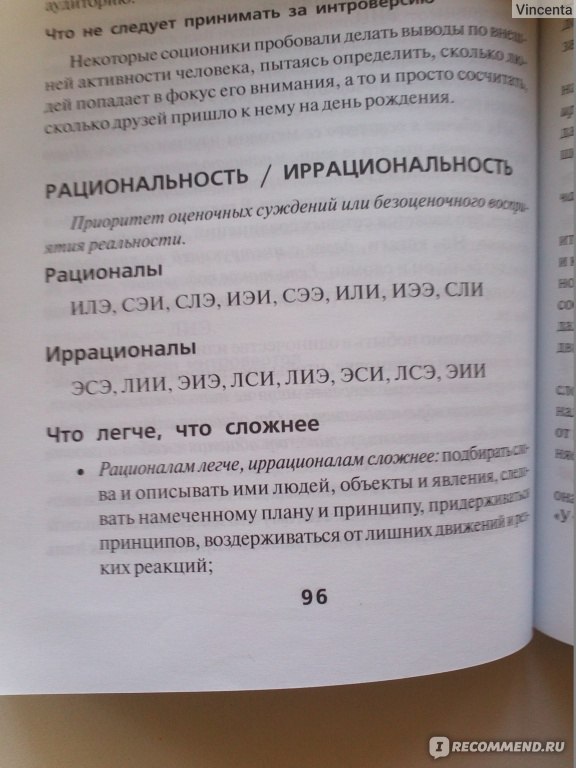 Vincenta
аудиторию.
Что не следует принимать за интроверсию
Некоторые соционики пробовали делать выводы по внеш-
ней активности человека, пытаясь определить, сколько лю-
дей попадает в фокус его внимания, а то и просто сосчитать,
сколько друзей пришло к нему на день рождения.
РАЦИОНАЛЬНОСТЬ / ИРРАЦИОНАЛЬНОСТЬ
Приоритет оценочных суждений или безоценочного воспри-
ятия реальности.
Рационалы
ИЛЭ, СЭИ, СЛЭ, ИЭИ, СЭЭ, ИЛИ, ИЭЭ, СЛИ
Иррационалы
ЭСЭ, ЛИИ, ЭИЭ, ЛСИ, ЛИЭ, ЭСИ, ЛСЭ, ЭИИ
Что легче, что сложнее
• Рационалам легче, иррационалам сложнее: подбирать сло-
ва и описывать ими людей, объекты и явления, следо-
вать намеченному плану и принципу, придерживаться
принципов, воздерживаться от лишних движений и рез-
ких реакций;
96
IRECOMMEND.RU